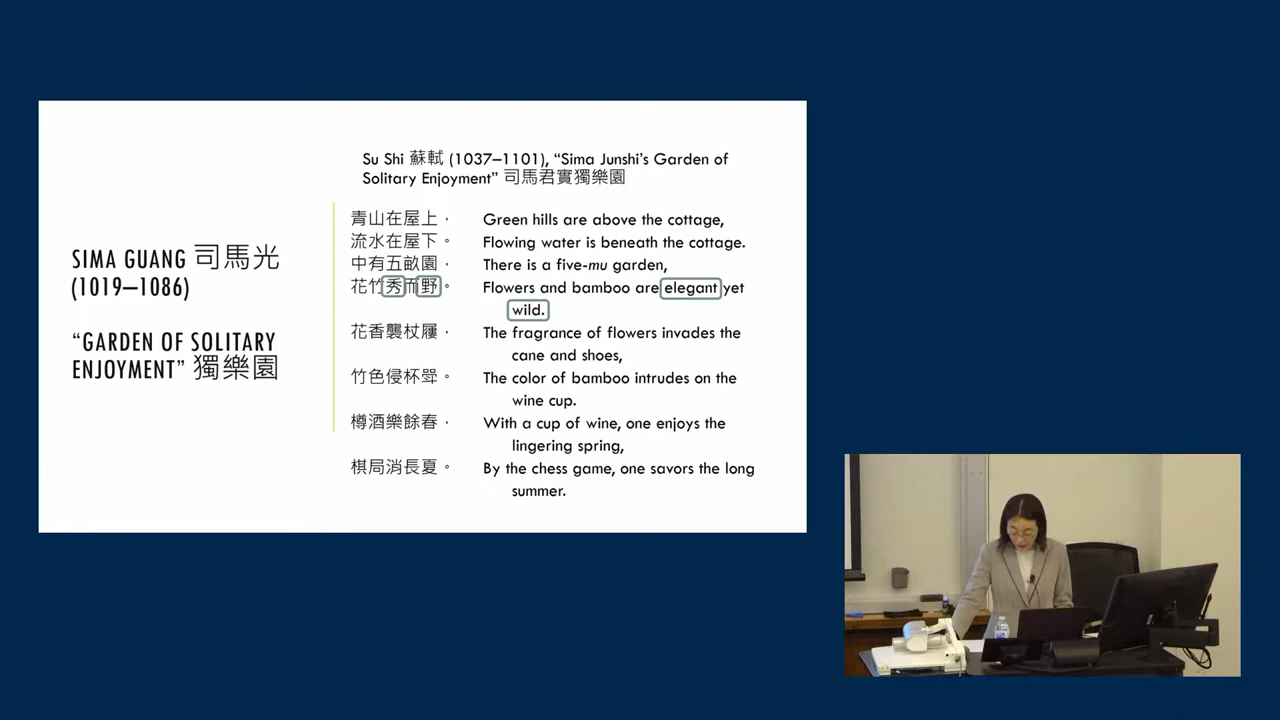 SIMA GUANG 司馬光
(1019–1086)
“GARDEN OF SOLITARY
ENJOYMENT” 獨樂園
Su Shi 蘇軾 (1037–1101), “Sima Junshi’s Garden of
Solitary Enjoyment” 司馬君實獨樂園
青山在屋上， Green hills are above the cottage,
流水在屋下。 Flowing water is beneath the cottage.
中有五畝園， There is a five-mu garden,
花竹秀而野。 Flowers and bamboo are elegant yet
wild.
花香襲杖屨， The fragrance of flowers invades the
cane and shoes,
竹色侵杯斝。 The color of bamboo intrudes on the
wine cup.
樽酒樂餘春， With a cup of wine, one enjoys the
lingering spring,
棋局消長夏。 By the chess game, one savors the long
summer.